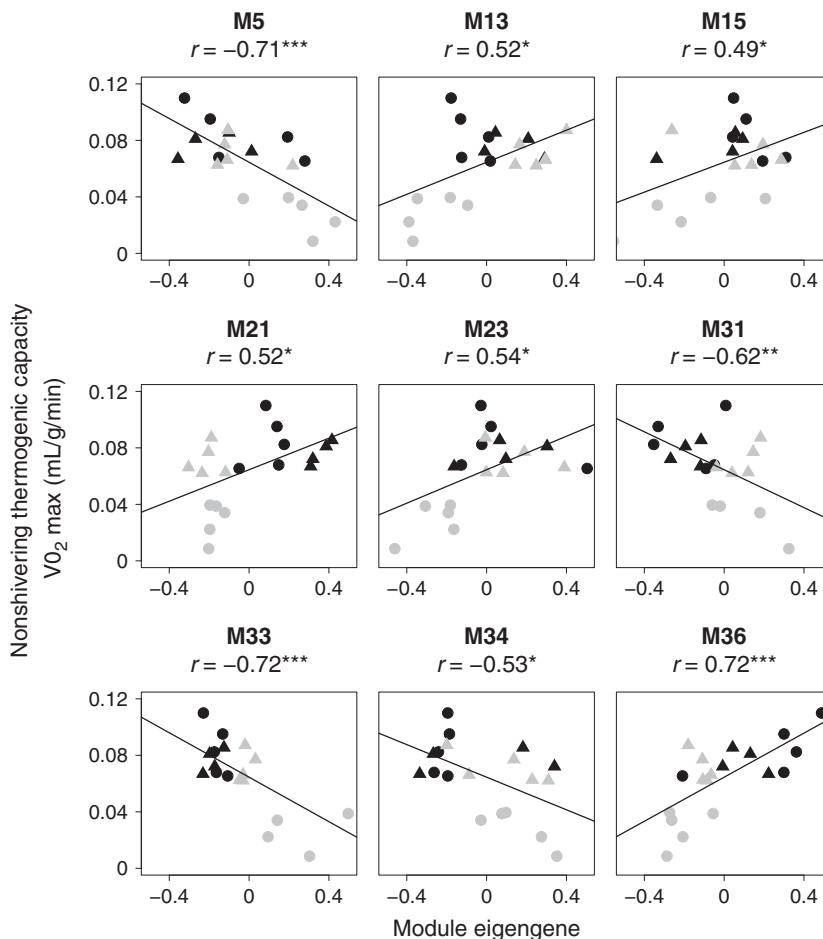 M5 M13 M15
r = −0.71*** r = 0.52* r = 0.49*
0.12
0.08
0.04
0
−0.4 0 0.4 −0.4 0 0.4 −0.4 0 0.4
M21 M23 M31
r = 0.52* r = 0.54* r = −0.62**
0.12
0.08
0.04
0
−0.4 0 0.4 −0.4 0 0.4 −0.4 0 0.4
M33 M34 M36
r = −0.72*** r = −0.53* r = 0.72***
0.12
0.08
0.04
0
−0.4 0 0.4 −0.4 0 0.4 −0.4 0 0.4
Nonshivering thermogenic capacity
V0₂ max (mL/g/min)
Module eigengene